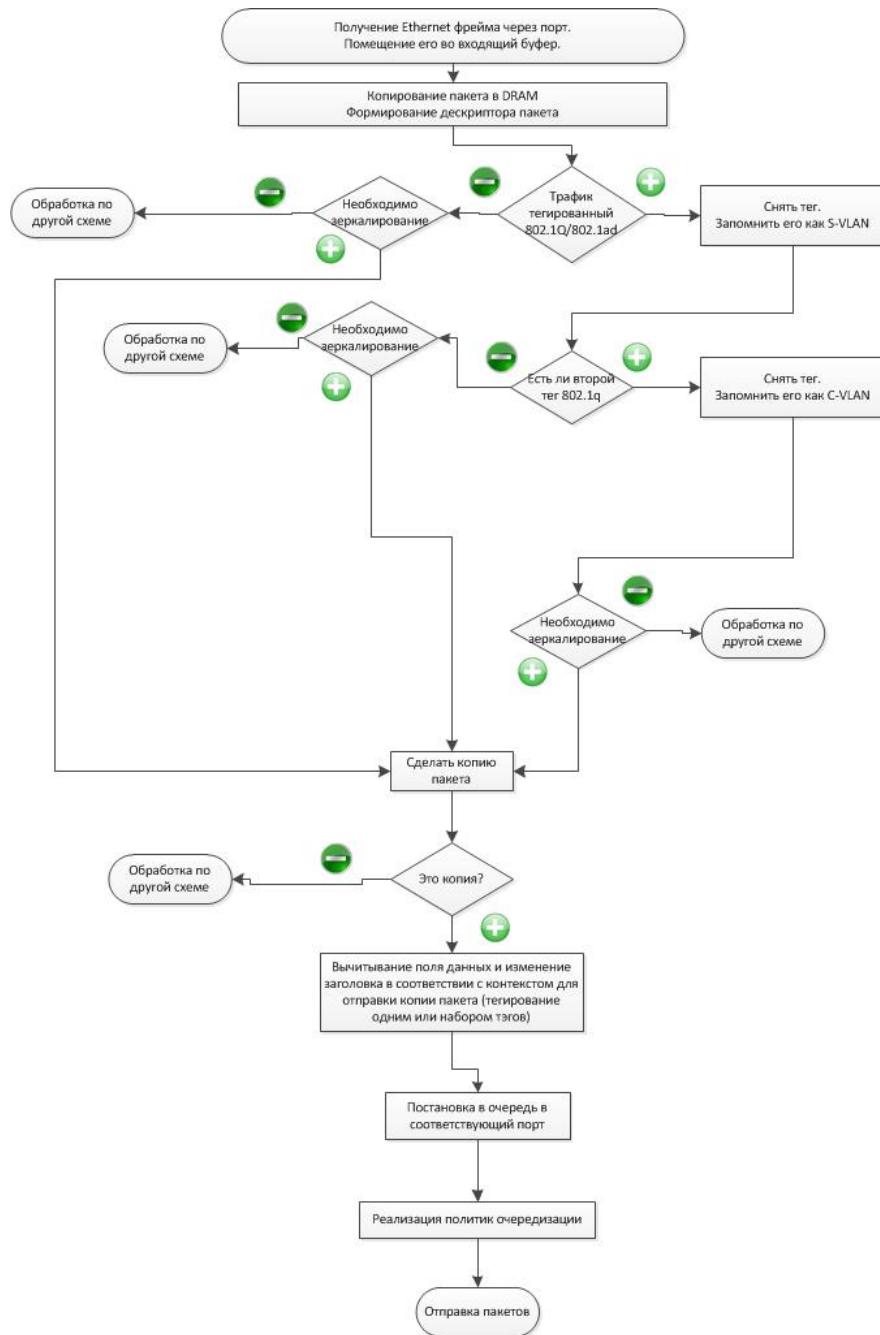 Получение Ethernet фрейма через порт.
Помещение его во входящий буфер.
Копирование пакета в DRAM
Формирование дескриптора пакета
Обработка по
другой схеме
Необходимо
зеркалирование
Трафик
тегированный
802.1Q/802.1ad
Снять тег.
Запомнить его как S-VLAN
Обработка по
другой схеме
Необходимо
зеркалирование
Есть ли второй
тег 802.1q
Снять тег.
Запомнить его как C-VLAN
Необходимо
зеркалирование
Обработка по
другой схеме
Сделать копию
пакета
Обработка по
другой схеме
Это копия?
Вычитывание поля данных и изменение
заголовка в соответствии с контекстом для
отправки копии пакета (тегирование
одним или набором тэгов)
Постановка в очередь в
соответствующий порт
Реализация политик очередизации
Отправка пакетов